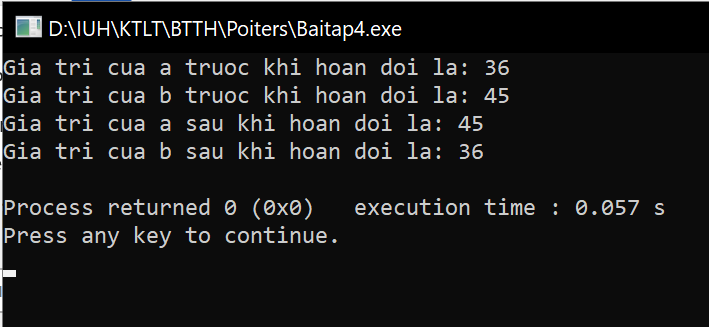 D:\IUH\KTLT\BTTH\Poiters\Baitap4.exe
Gia tri cua a truoc khi hoan doi la: 36
Gia tri cua b truoc khi hoan doi la: 45
Gia tri cua a sau khi hoan doi la: 45
Gia tri cua b sau khi hoan doi la: 36
Process returned 0 (0x0)   execution time : 0.057 s
Press any key to continue.